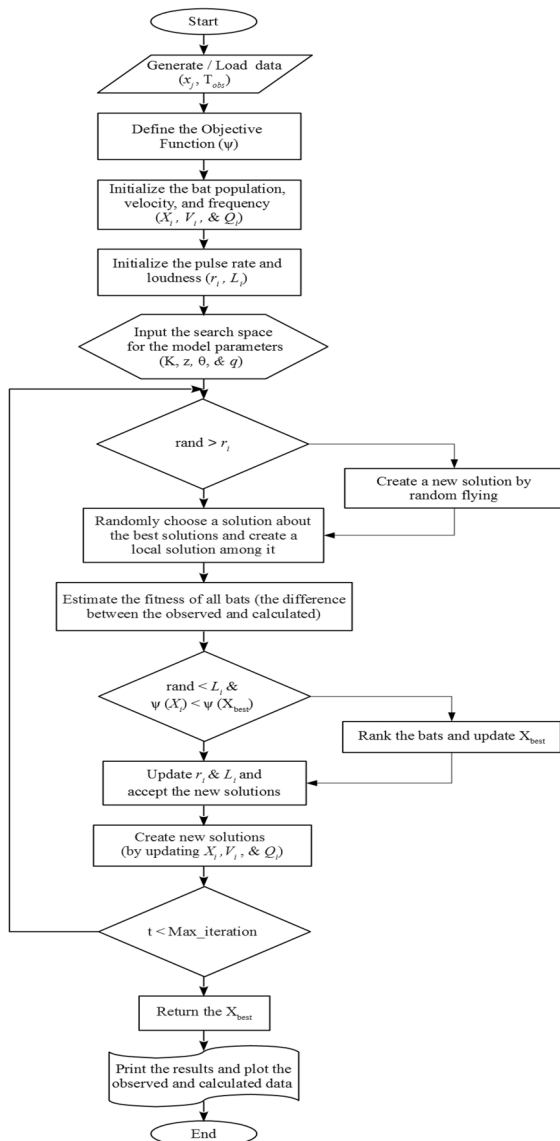 Start
Generate / Load data
(xⱼ, Tobs)
Define the Objective
Function (ψ)
Initialize the bat population,
velocity, and frequency
(Xᵢ, Vᵢ, & Qᵢ)
Initialize the pulse rate and
loudness (rᵢ, Lᵢ)
Input the search space
for the model parameters
(K, z, θ, & q)
rand > rᵢ
Create a new solution by
random flying
Randomly choose a solution about
the best solutions and create a
local solution among it
Estimate the fitness of all bats (the difference
between the observed and calculated)
rand < Lᵢ &
ψ (Xᵢ) < ψ (Xbest)
Rank the bats and update Xbest
Update rᵢ & Lᵢ and
accept the new solutions
Create new solutions
(by updating Xᵢ, Vᵢ, & Qᵢ)
t < Max_iteration
Return the Xbest
Print the results and plot the
observed and calculated data
End